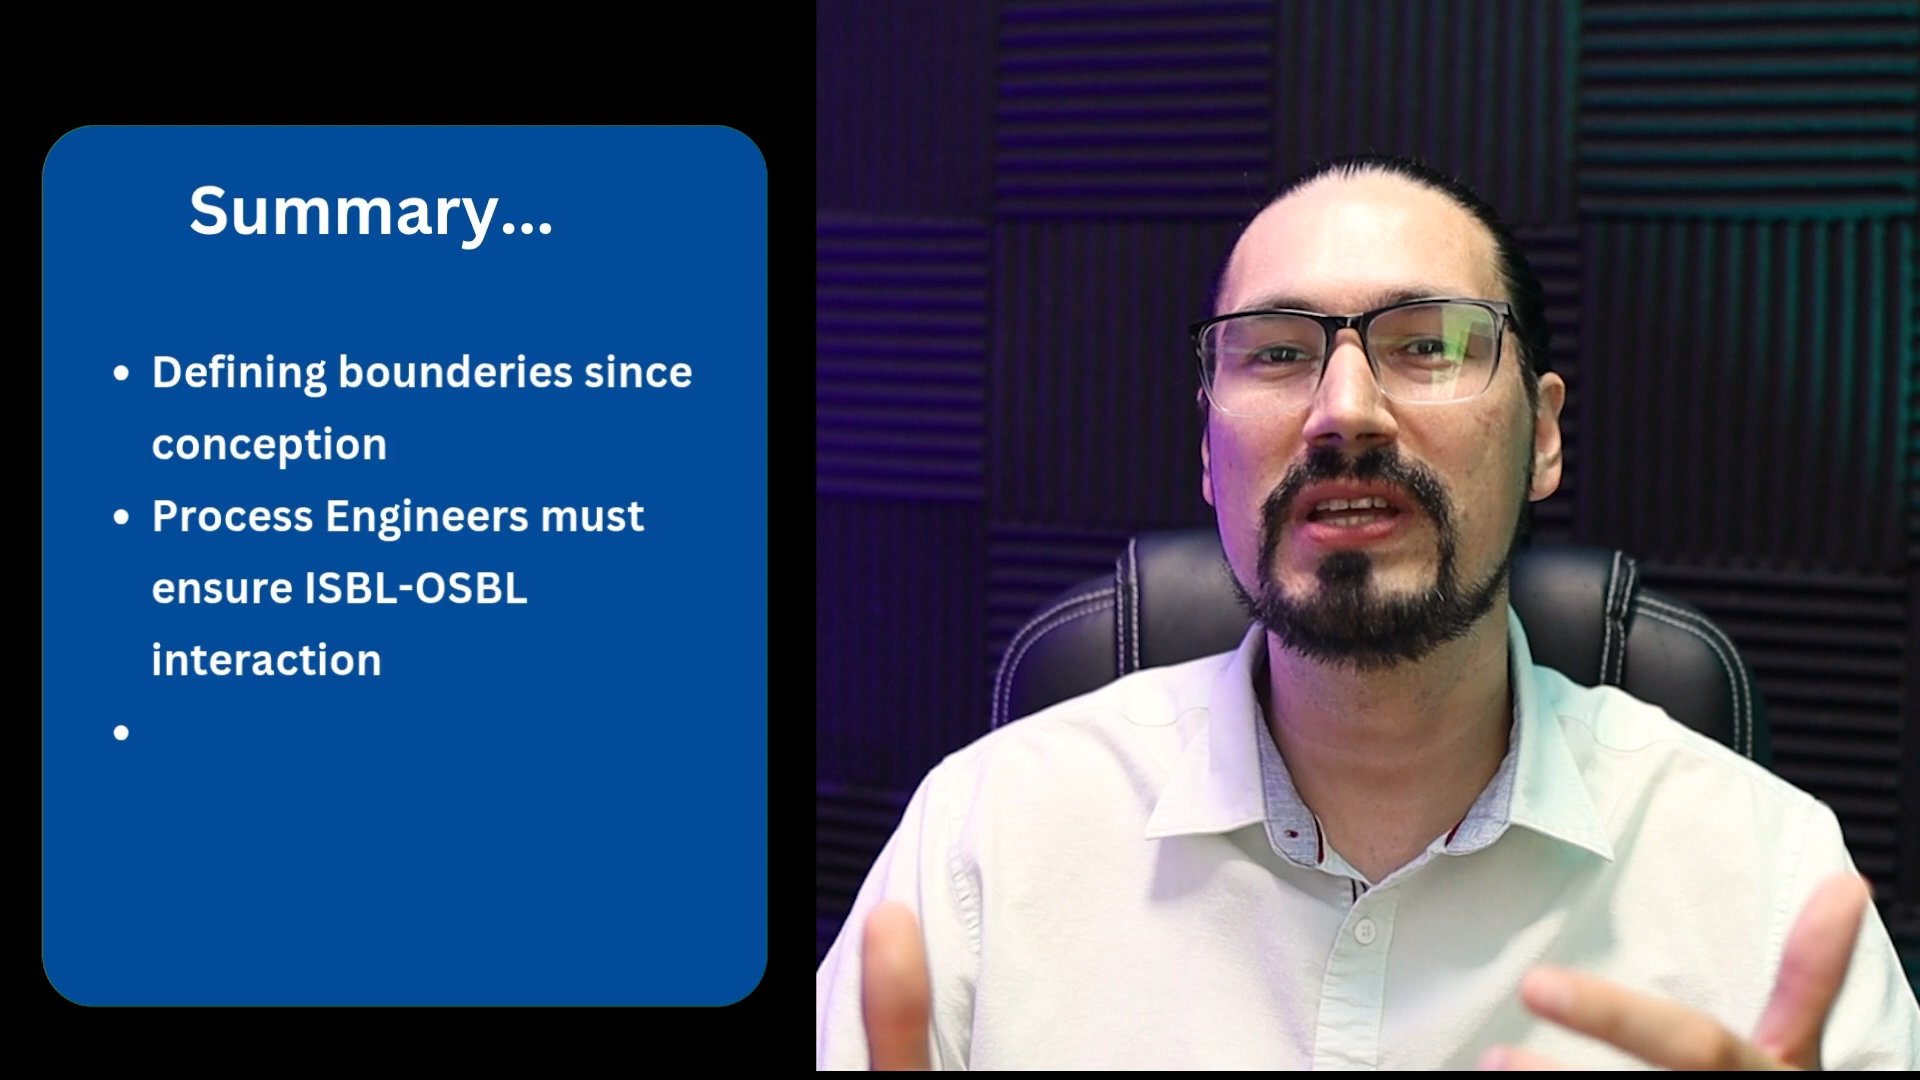 Summary...
• Defining bounderies since
conception
• Process Engineers must
ensure ISBL-OSBL
interaction
•